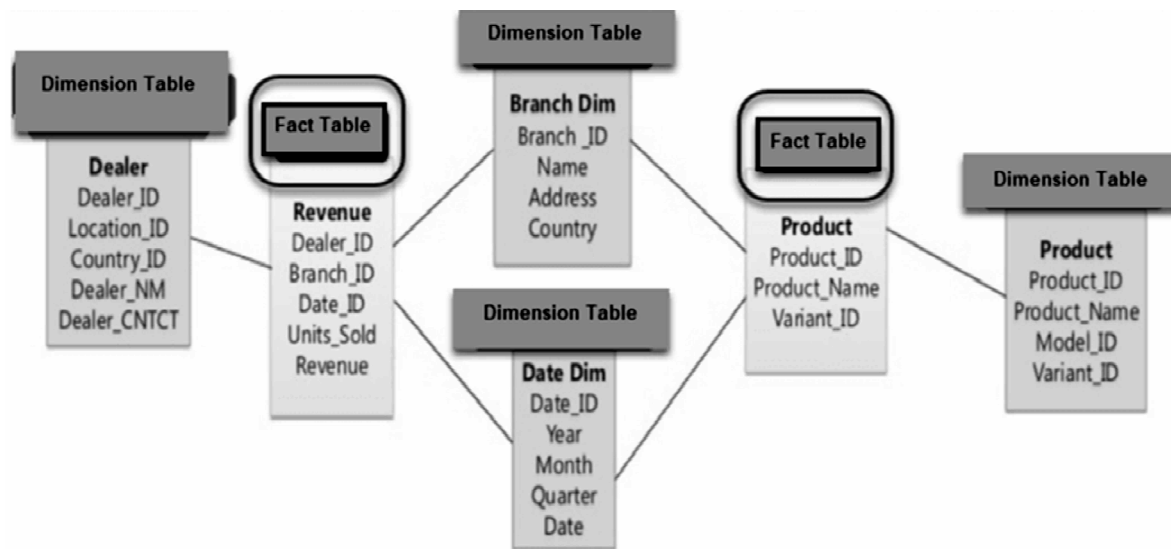 Dimension Table
Dealer
Dealer_ID
Location_ID
Country_ID
Dealer_NM
Dealer_CNTCT
Fact Table
Revenue
Dealer_ID
Branch_ID
Date_ID
Units_Sold
Revenue
Dimension Table
Branch Dim
Branch _ID
Name
Address
Country
Dimension Table
Date Dim
Date_ID
Year
Month
Quarter
Date
Fact Table
Product
Product_ID
Product_Name
Variant_ID
Dimension Table
Product
Product_ID
Product_Name
Model_ID
Variant_ID